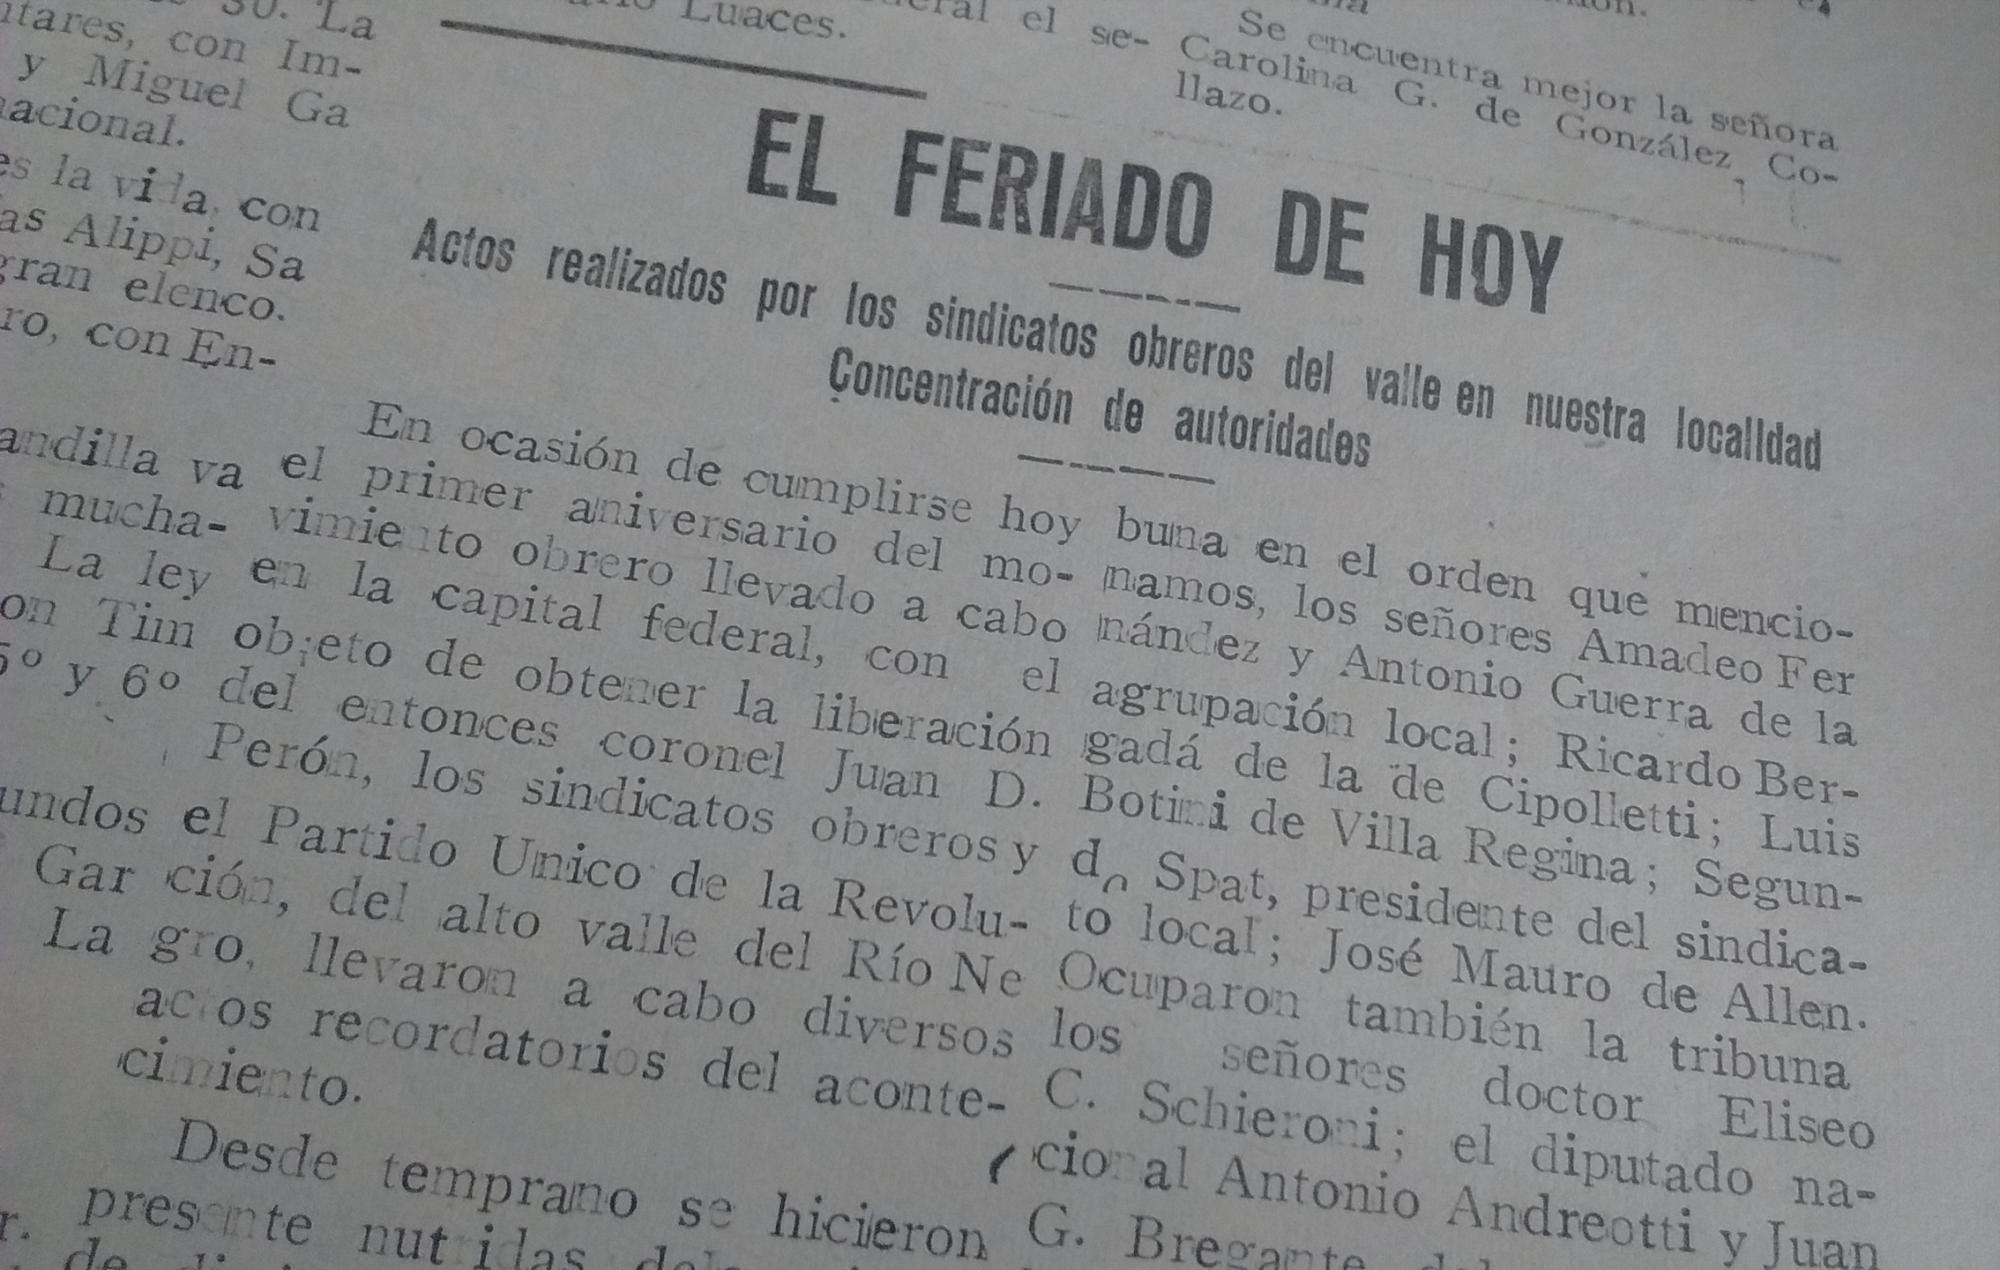 30. La
ntares, con Im-
y Miguel Ga
nacional.
es la vida, con
as Alippi, Sa
gran elenco.
ro, con En-
andilla va
mucha-
La ley
on Tim
5º y 6º
undos
Gar
La
r.
Luaces.
EL FERIADO DE HOY
Actos realizados por los sindicatos obreros del valle en nuestra localidad
Concentración de autoridades
En ocasión de cumplirse hoy
el primer aniversario del mo-
vimiento obrero llevado a cabo
en la capital federal, con el
objeto de obtener la liberación
del entonces coronel Juan D.
Perón, los sindicatos obreros y
el Partido Unico de la Revolu-
ción, del alto valle del Río Ne
gro, llevaron a cabo diversos
actos recordatorios del aconte-
cimiento.
Desde temprano se hicieron
presente nutridas
de
el se-
Se encuentra mejor la señora
Carolina G. de González Co-
llazo.
buna en el orden que mencio-
namos, los señores Amadeo Fer
nández y Antonio Guerra de la
agrupación local; Ricardo Ber-
gadá de la de Cipolletti; Luis
Botini de Villa Regina; Segun-
do Spat, presidente del sindica-
to local; José Mauro de Allen.
Ocuparon también la tribuna
los señores doctor Eliseo
C. Schieroni; el diputado na-
cional Antonio Andreotti y Juan
G. Bregante